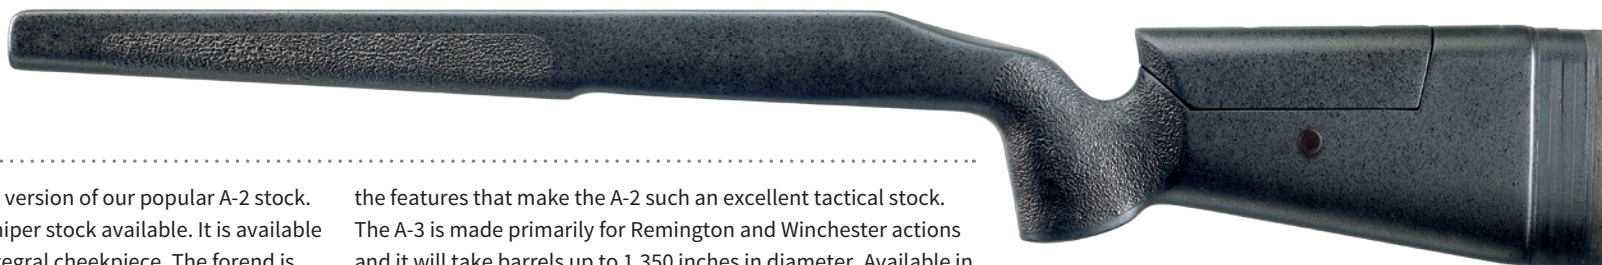 version of our popular A-2 stock.
sniper stock available. It is available
integral cheekpiece. The forend is
the features that make the A-2 such an excellent tactical stock.
The A-3 is made primarily for Remington and Winchester actions
and it will take barrels up to 1.350 inches in diameter. Available in